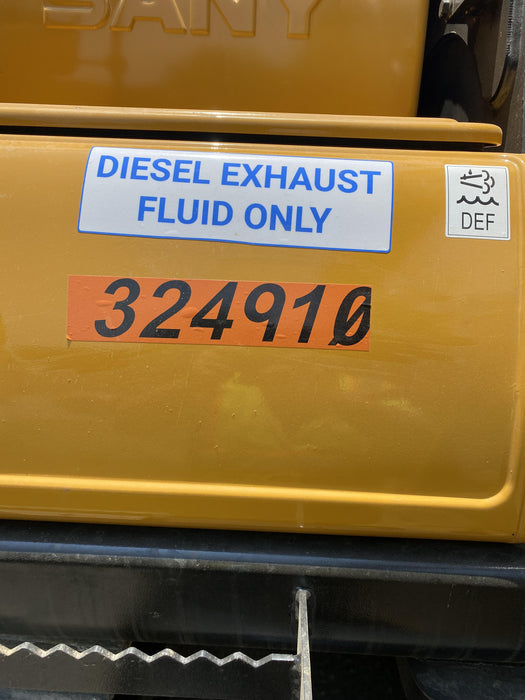 SANY
DIESEL EXHAUST
FLUID ONLY
DEF
324910